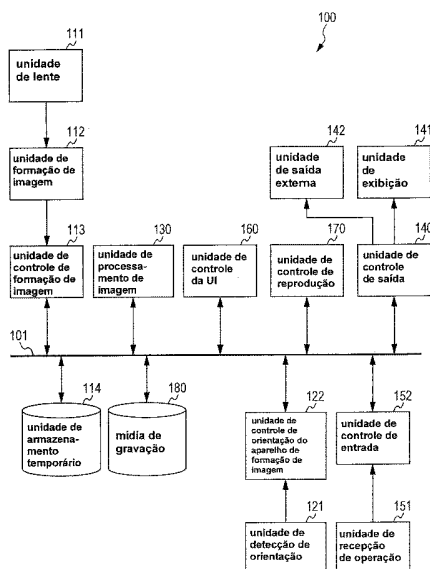 100
111
unidade
de lente
112
unidade de
formação de
imagem
142
unidade
de saída
externa
141
unidade
de
exibição
113
unidade de
controle de
formação de
imagem
130
unidade de
processa-
mento de
imagem
160
unidade de
controle
da UI
170
unidade de
controle de
reprodução
140
unidade de
controle de
saída
101
114
unidade de
armazena-
mento
temporário
180
mídia de
gravação
122
unidade de
controle de
orientação do
aparelho de
formação de
imagem
152
unidade
de controle de
entrada
121
unidade de
detecção de
orientação
151
unidade de
recepção
de operação